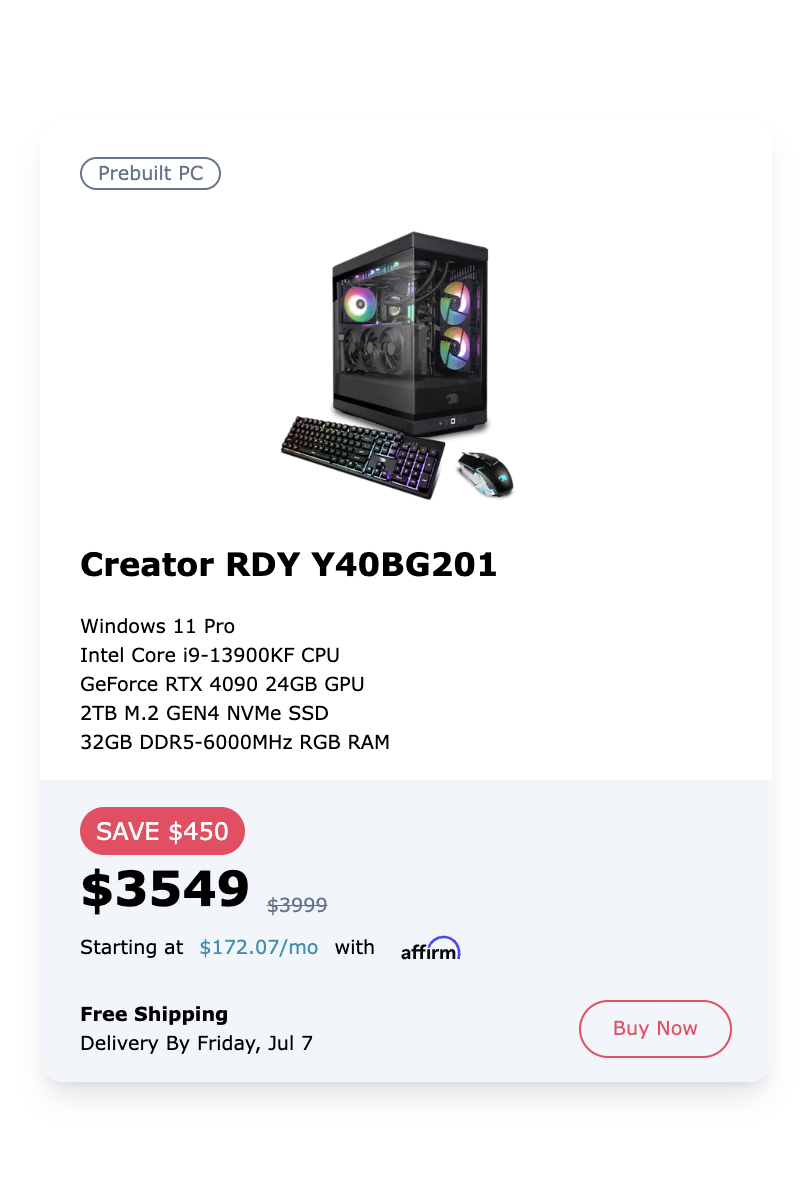 Prebuilt PC
Creator RDY Y40BG201
Windows 11 Pro
Intel Core i9-13900KF CPU
GeForce RTX 4090 24GB GPU
2TB M.2 GEN4 NVMe SSD
32GB DDR5-6000MHz RGB RAM
SAVE $450
$3549 $3999
Starting at $172.07/mo with affirm
Free Shipping
Delivery By Friday, Jul 7
Buy Now